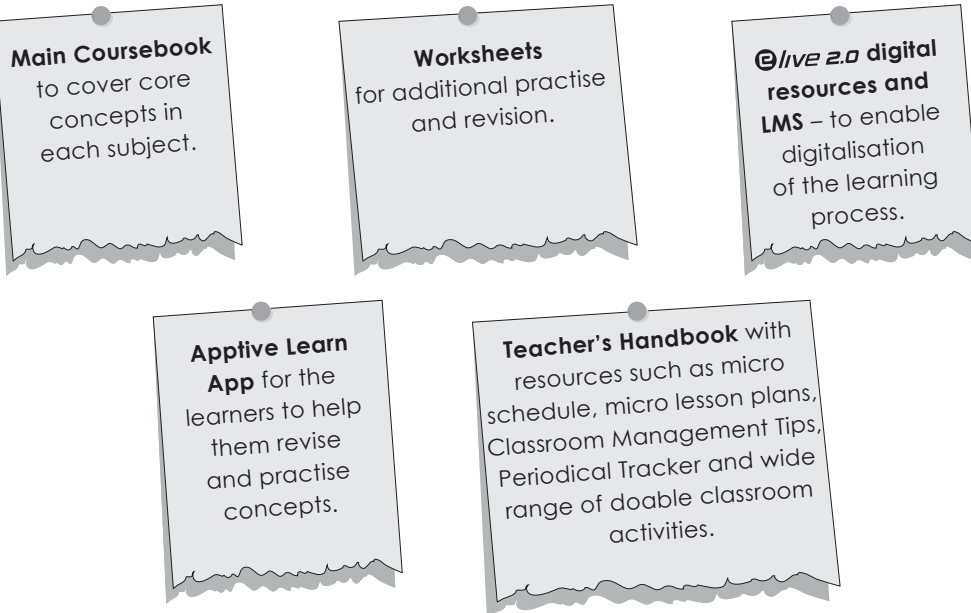 Main Coursebook
to cover core
concepts in
each subject.
Worksheets
for additional practise
and revision.
e live 2.0 digital
resources and
LMS – to enable
digitalisation
of the learning
process.
Apptive Learn
App for the
learners to help
them revise
and practise
concepts.
Teacher's Handbook with
resources such as micro
schedule, micro lesson plans,
Classroom Management Tips,
Periodical Tracker and wide
range of doable classroom
activities.